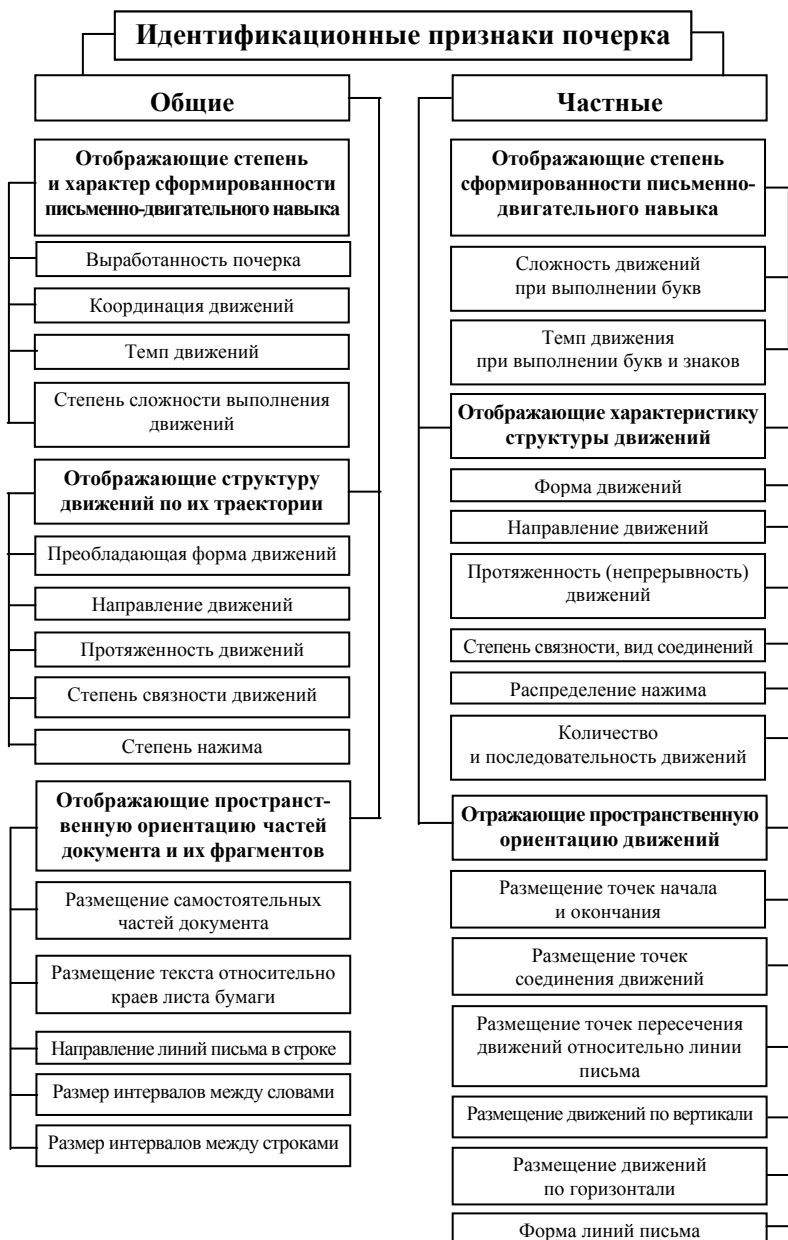 Идентификационные признаки почерка
Общие
Отображающие степень
и характер сформированности
письменно-двигательного навыка
Выработанность почерка
Координация движений
Темп движений
Степень сложности выполнения
движений
Отображающие структуру
движений по их траектории
Преобладающая форма движений
Направление движений
Протяженность движений
Степень связности движений
Степень нажима
Отображающие пространст-
венную ориентацию частей
документа и их фрагментов
Размещение самостоятельных
частей документа
Размещение текста относительно
краев листа бумаги
Направление линий письма в строке
Размер интервалов между словами
Размер интервалов между строками
Частные
Отображающие степень
сформированности письменно-
двигательного навыка
Сложность движений
при выполнении букв
Темп движения
при выполнении букв и знаков
Отображающие характеристику
структуры движений
Форма движений
Направление движений
Протяженность (непрерывность)
движений
Степень связности, вид соединений
Распределение нажима
Количество
и последовательность движений
Отражающие пространственную
ориентацию движений
Размещение точек начала
и окончания
Размещение точек
соединения движений
Размещение точек пересечения
движений относительно линии
письма
Размещение движений по вертикали
Размещение движений
по горизонтали
Форма линий письма